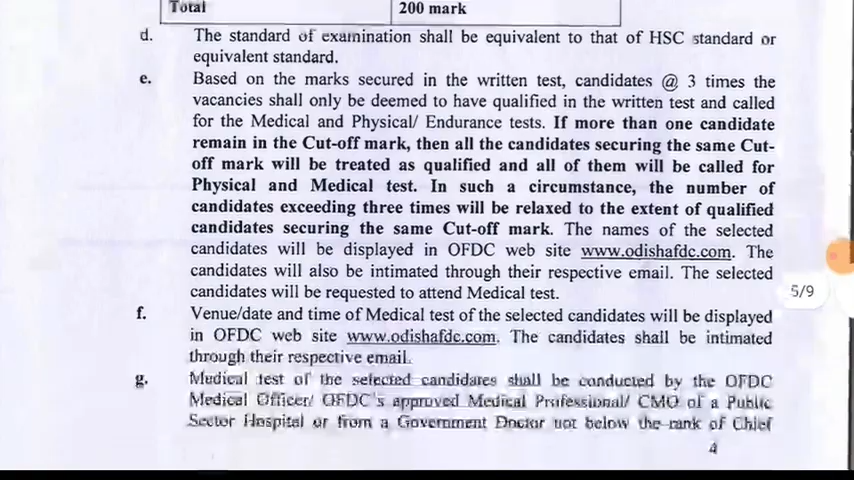 Total 200 mark
d. The standard of examination shall be equivalent to that of HSC standard or
equivalent standard.
e. Based on the marks secured in the written test, candidates @ 3 times the
vacancies shall only be deemed to have qualified in the written test and called
for the Medical and Physical/ Endurance tests. If more than one candidate
remain in the Cut-off mark, then all the candidates securing the same Cut-
off mark will be treated as qualified and all of them will be called for
Physical and Medical test. In such a circumstance, the number of
candidates exceeding three times will be relaxed to the extent of qualified
candidates securing the same Cut-off mark. The names of the selected
candidates will be displayed in OFDC web site www.odishafdc.com. The
candidates will also be intimated through their respective email. The selected
candidates will be requested to attend Medical test.
5/9
f. Venue/date and time of Medical test of the selected candidates will be displayed
in OFDC web site www.odishafdc.com. The candidates shall be intimated
through their respective email.
g. Medical test of the selected candidates shall be conducted by the OFDC
Medical Officer/ OFDC's approved Medical Professional/ CMO of a Public
Sector Hospital or from a Government Doctor not below the rank of Chief
4